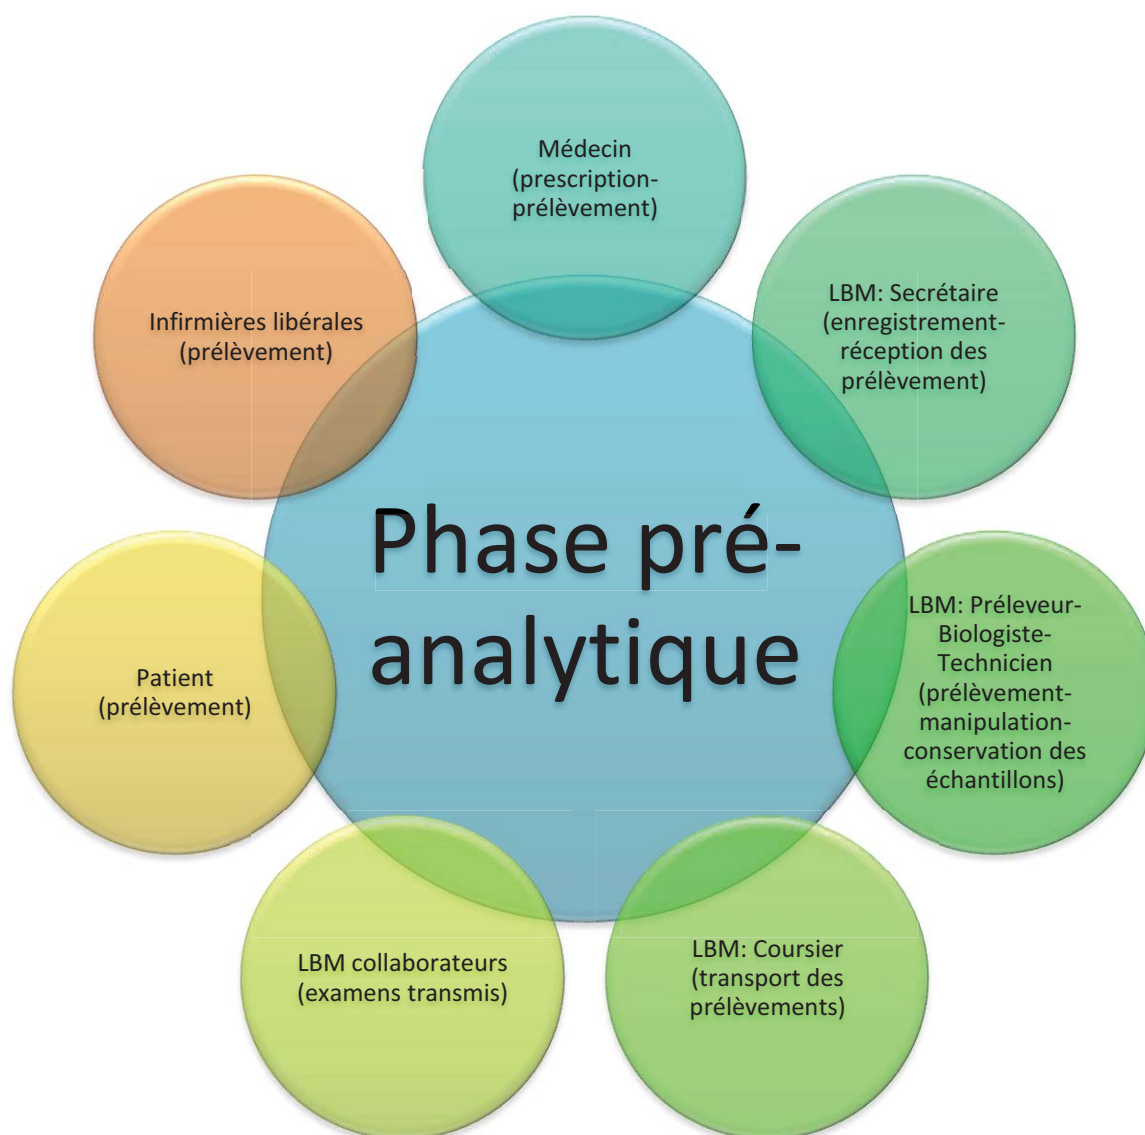 Médecin
(prescription-
prélèvement)
LBM: Secrétaire
(enregistrement-
réception des
prélèvement)
LBM: Préleveur-
Biologiste-
Technicien
(prélèvement-
manipulation-
conservation des
échantillons)
LBM: Coursier
(transport des
prélèvements)
LBM collaborateurs
(examens transmis)
Patient
(prélèvement)
Infirmières libérales
(prélèvement)
Phase pré-
analytique